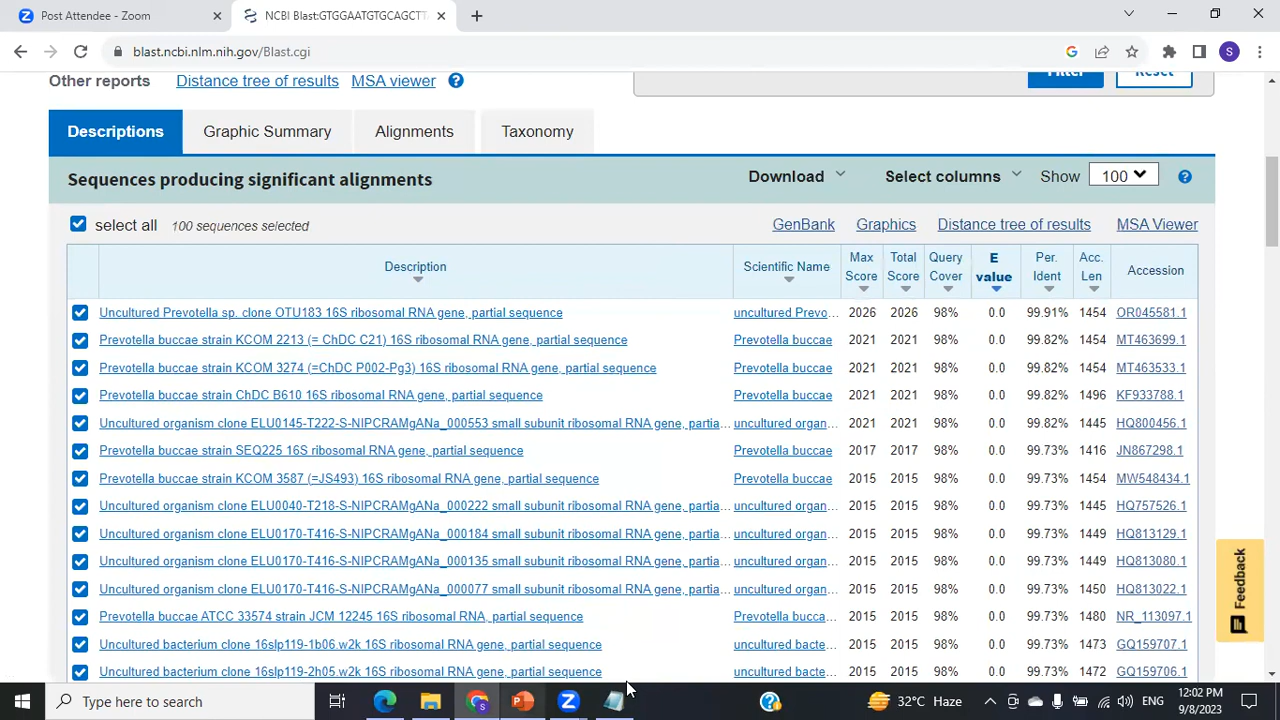 Post Attendee - Zoom
NCBI Blast:GTGGAATGTGCAGCTT
blast.ncbi.nlm.nih.gov/Blast.cgi
S
Other reports Distance tree of results MSA viewer ?
Filter Reset
Descriptions Graphic Summary Alignments Taxonomy
Sequences producing significant alignments Download Select columns Show 100 ?
select all 100 sequences selected GenBank Graphics Distance tree of results MSA Viewer
Description Scientific Name Max Score Total Score Query Cover E value Per. Ident Acc. Len Accession
Uncultured Prevotella sp. clone OTU183 16S ribosomal RNA gene, partial sequence uncultured Prevo... 2026 2026 98% 0.0 99.91% 1454 OR045581.1
Prevotella buccae strain KCOM 2213 (= ChDC C21) 16S ribosomal RNA gene, partial sequence Prevotella buccae 2021 2021 98% 0.0 99.82% 1454 MT463699.1
Prevotella buccae strain KCOM 3274 (=ChDC P002-Pg3) 16S ribosomal RNA gene, partial sequence Prevotella buccae 2021 2021 98% 0.0 99.82% 1454 MT463533.1
Prevotella buccae strain ChDC B610 16S ribosomal RNA gene, partial sequence Prevotella buccae 2021 2021 98% 0.0 99.82% 1496 KF933788.1
Uncultured organism clone ELU0145-T222-S-NIPCRAMgANa_000553 small subunit ribosomal RNA gene, partia... uncultured organ... 2021 2021 98% 0.0 99.82% 1445 HQ800456.1
Prevotella buccae strain SEQ225 16S ribosomal RNA gene, partial sequence Prevotella buccae 2017 2017 98% 0.0 99.73% 1416 JN867298.1
Prevotella buccae strain KCOM 3587 (=JS493) 16S ribosomal RNA gene, partial sequence Prevotella buccae 2015 2015 98% 0.0 99.73% 1454 MW548434.1
Uncultured organism clone ELU0040-T218-S-NIPCRAMgANa_000222 small subunit ribosomal RNA gene, partia... uncultured organ... 2015 2015 98% 0.0 99.73% 1446 HQ757526.1
Uncultured organism clone ELU0170-T416-S-NIPCRAMgANa_000184 small subunit ribosomal RNA gene, partia... uncultured organ... 2015 2015 98% 0.0 99.73% 1449 HQ813129.1
Uncultured organism clone ELU0170-T416-S-NIPCRAMgANa_000135 small subunit ribosomal RNA gene, partia... uncultured organ... 2015 2015 98% 0.0 99.73% 1449 HQ813080.1
Uncultured organism clone ELU0170-T416-S-NIPCRAMgANa_000077 small subunit ribosomal RNA gene, partia... uncultured organ... 2015 2015 98% 0.0 99.73% 1450 HQ813022.1
Prevotella buccae ATCC 33574 strain JCM 12245 16S ribosomal RNA, partial sequence Prevotella bucca... 2015 2015 98% 0.0 99.73% 1480 NR_113097.1
Uncultured bacterium clone 16slp119-1b06.w2k 16S ribosomal RNA gene, partial sequence uncultured bacte... 2015 2015 98% 0.0 99.73% 1473 GQ159707.1
Uncultured bacterium clone 16slp119-2h05.w2k 16S ribosomal RNA gene, partial sequence uncultured bacte... 2015 2015 98% 0.0 99.73% 1472 GQ159706.1
Feedback
Type here to search 32°C Haze ENG 12:02 PM
9/8/2023